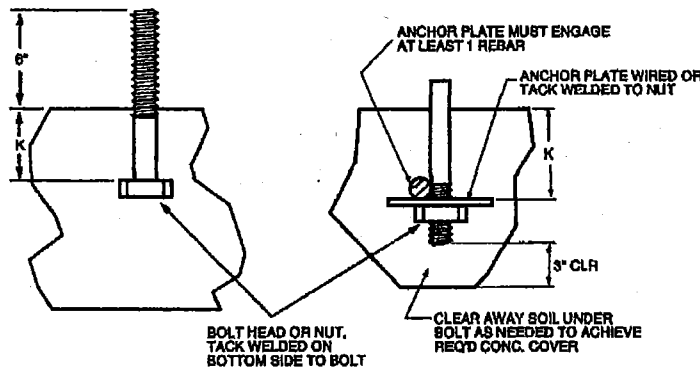 ANCHOR PLATE MUST ENGAGE
AT LEAST 1 REBAR
ANCHOR PLATE WIRED OR
TACK WELDED TO NUT
6"
K
K
3" CLR
BOLT HEAD OR NUT,
TACK WELDED ON
BOTTOM SIDE TO BOLT
CLEAR AWAY SOIL UNDER
BOLT AS NEEDED TO ACHIEVE
REQ'D CONC. COVER